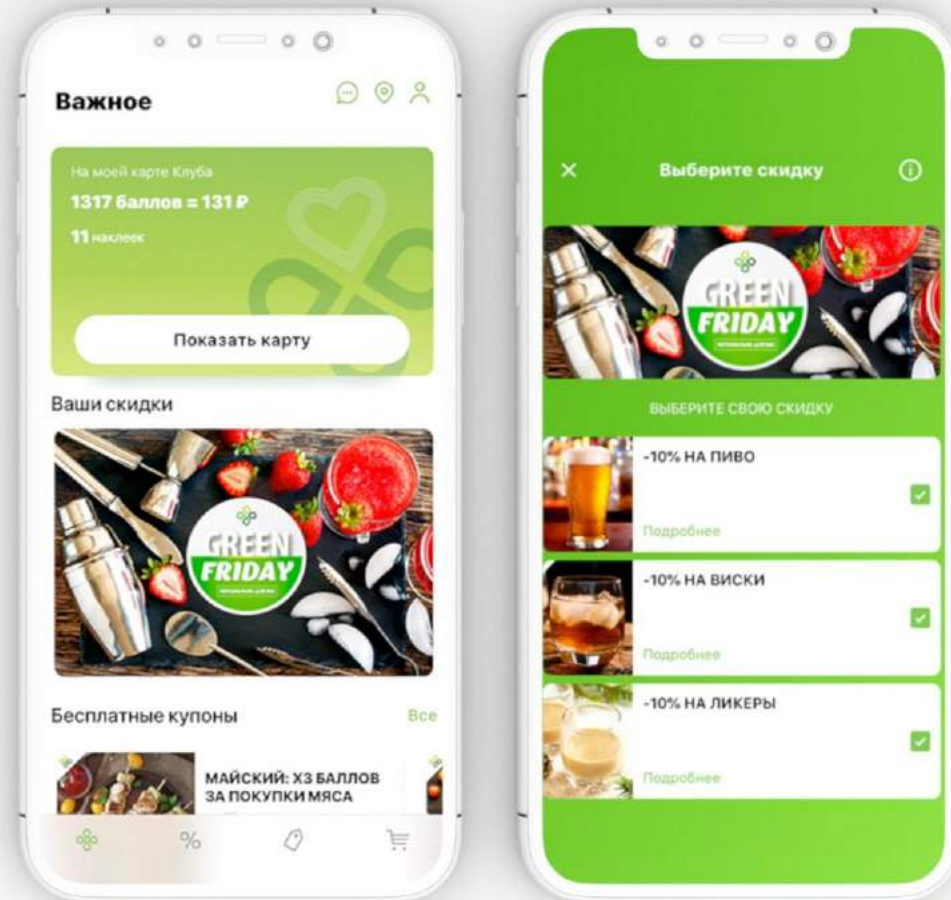 Важное
На моей карте Клуба
1317 баллов = 131 ₽
11 наклеек
Показать карту
Ваши скидки
GREEN
FRIDAY
Бесплатные купоны
Все
МАЙСКИЙ: X3 БАЛЛОВ
ЗА ПОКУПКИ МЯСА
%
Выберите скидку
GREEN
FRIDAY
ВЫБЕРИТЕ СВОЮ СКИДКУ
-10% НА ПИВО
Подробнее
-10% НА ВИСКИ
Подробнее
-10% НА ЛИКЕРЫ
Подробнее